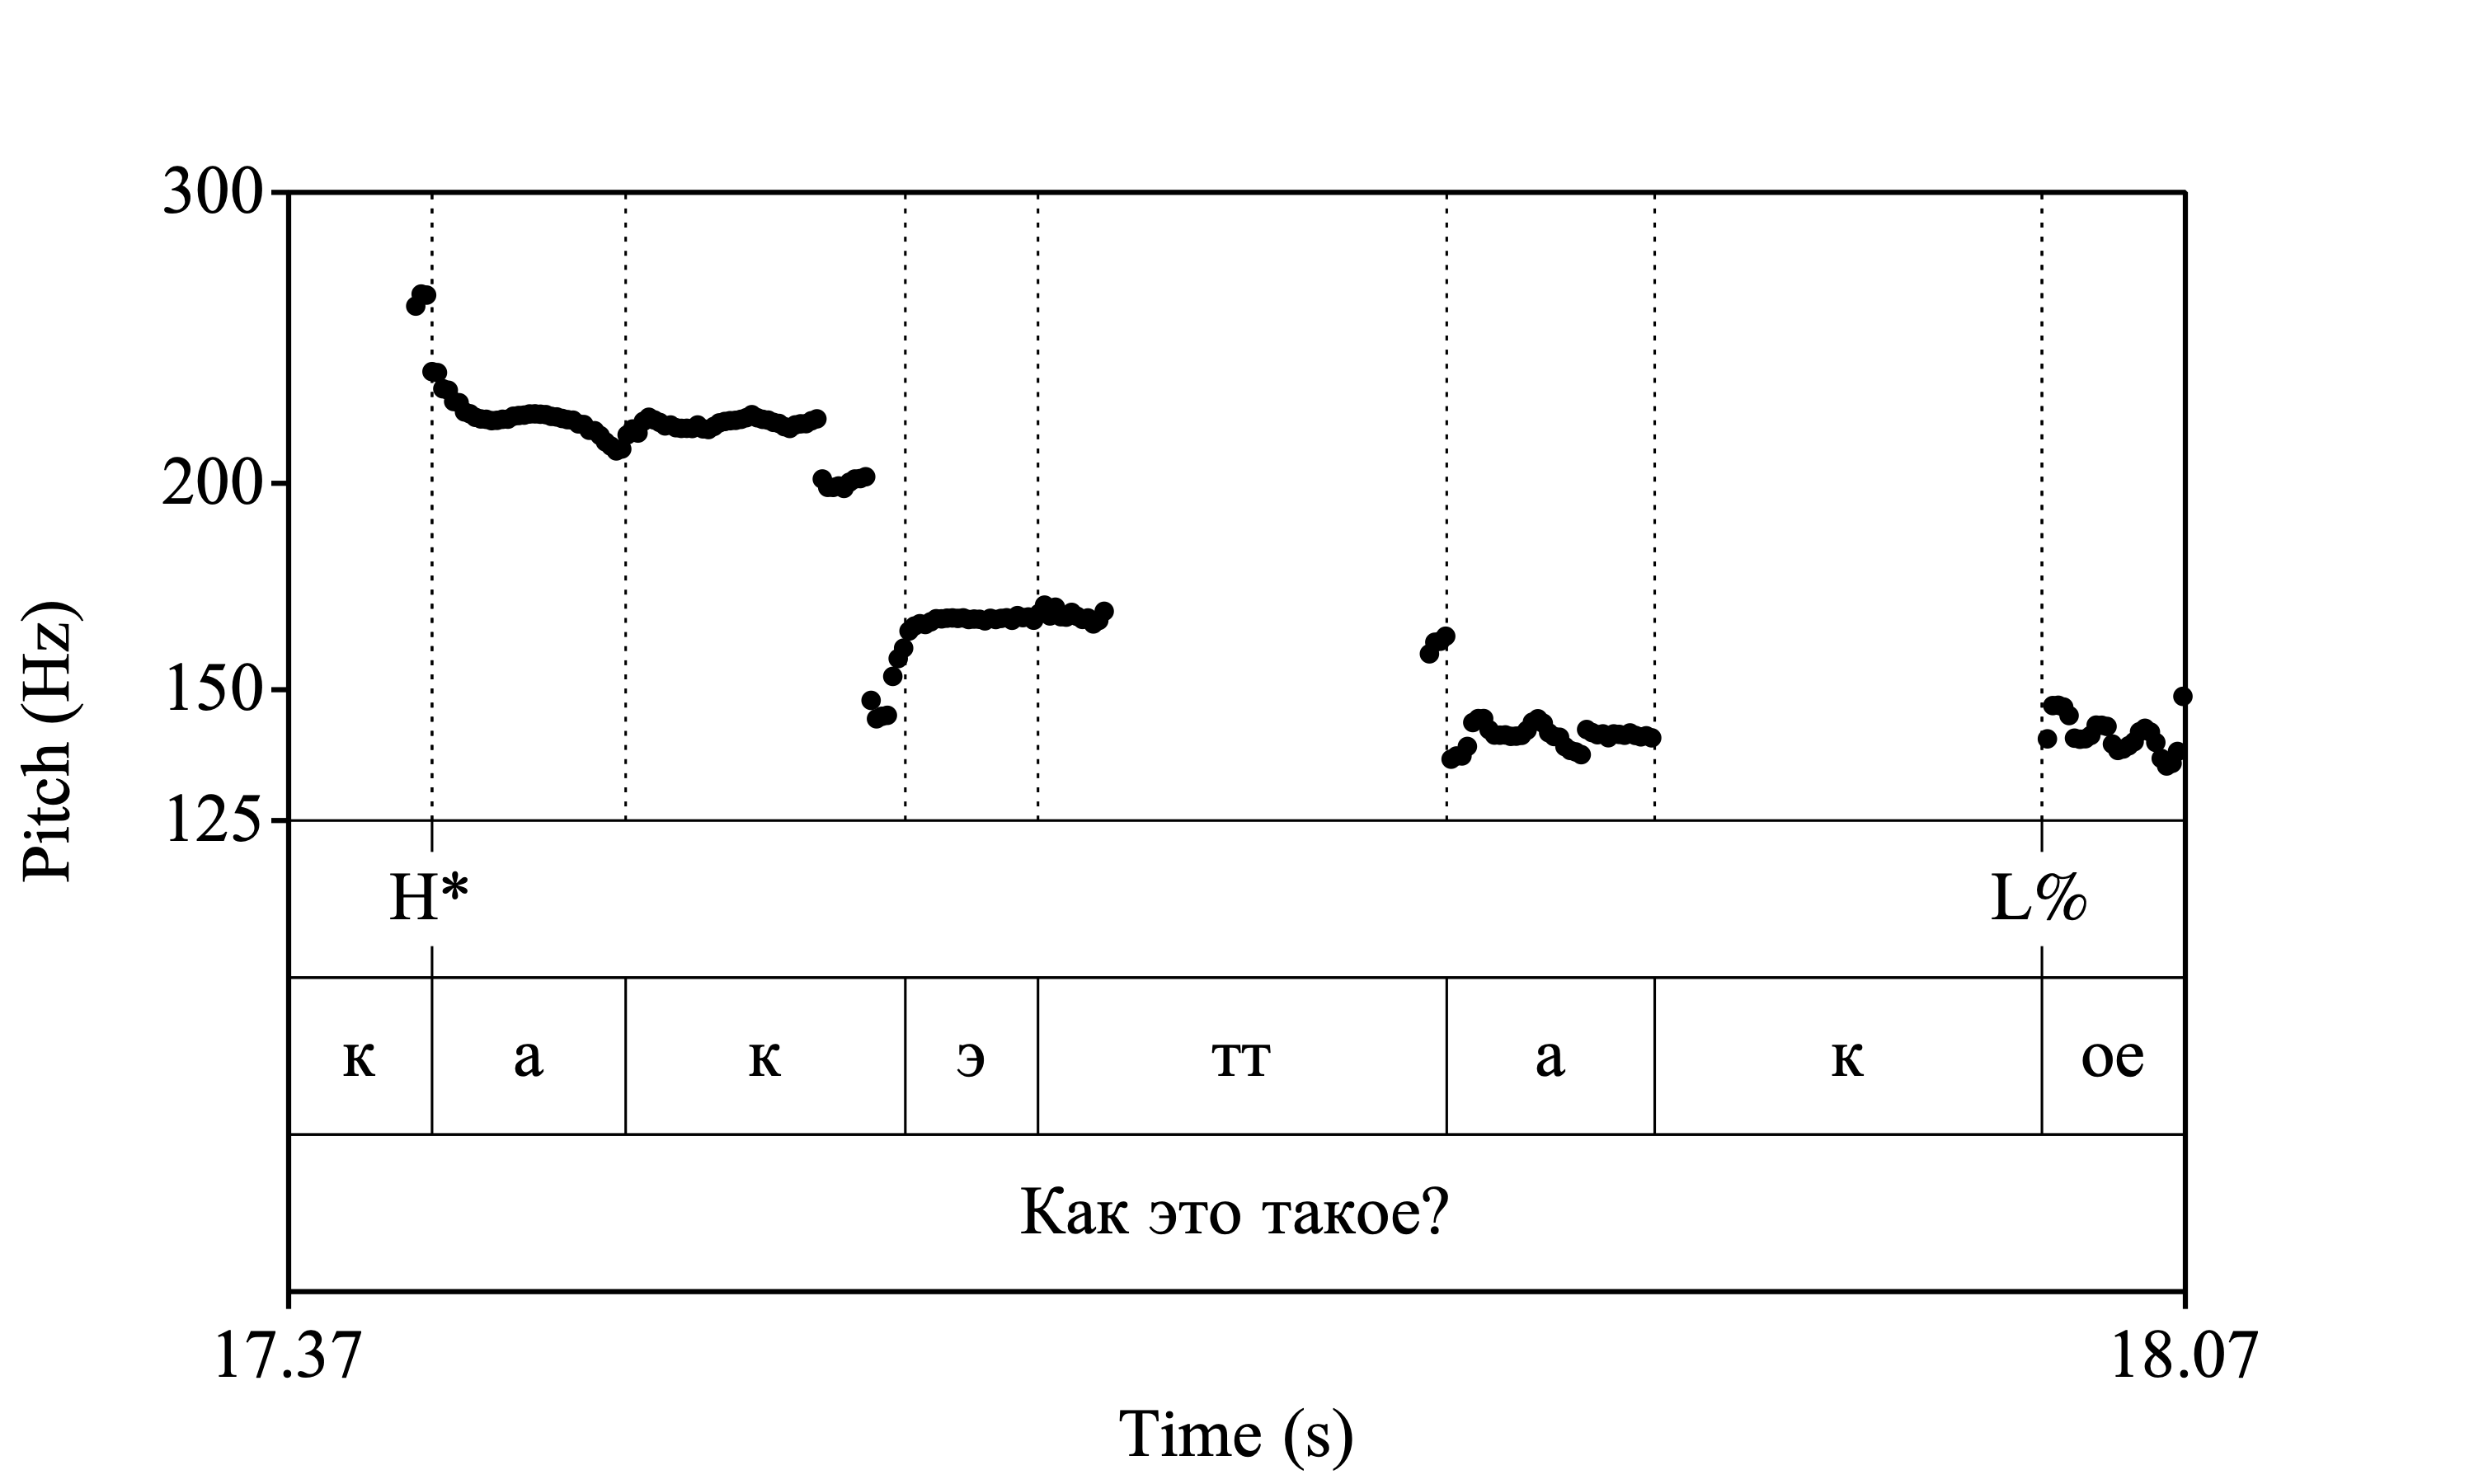 300
200
150
125
Pitch (Hz)
H* L%
к а к э тт а к ое
Как это такое?
17.37 18.07
Time (s)